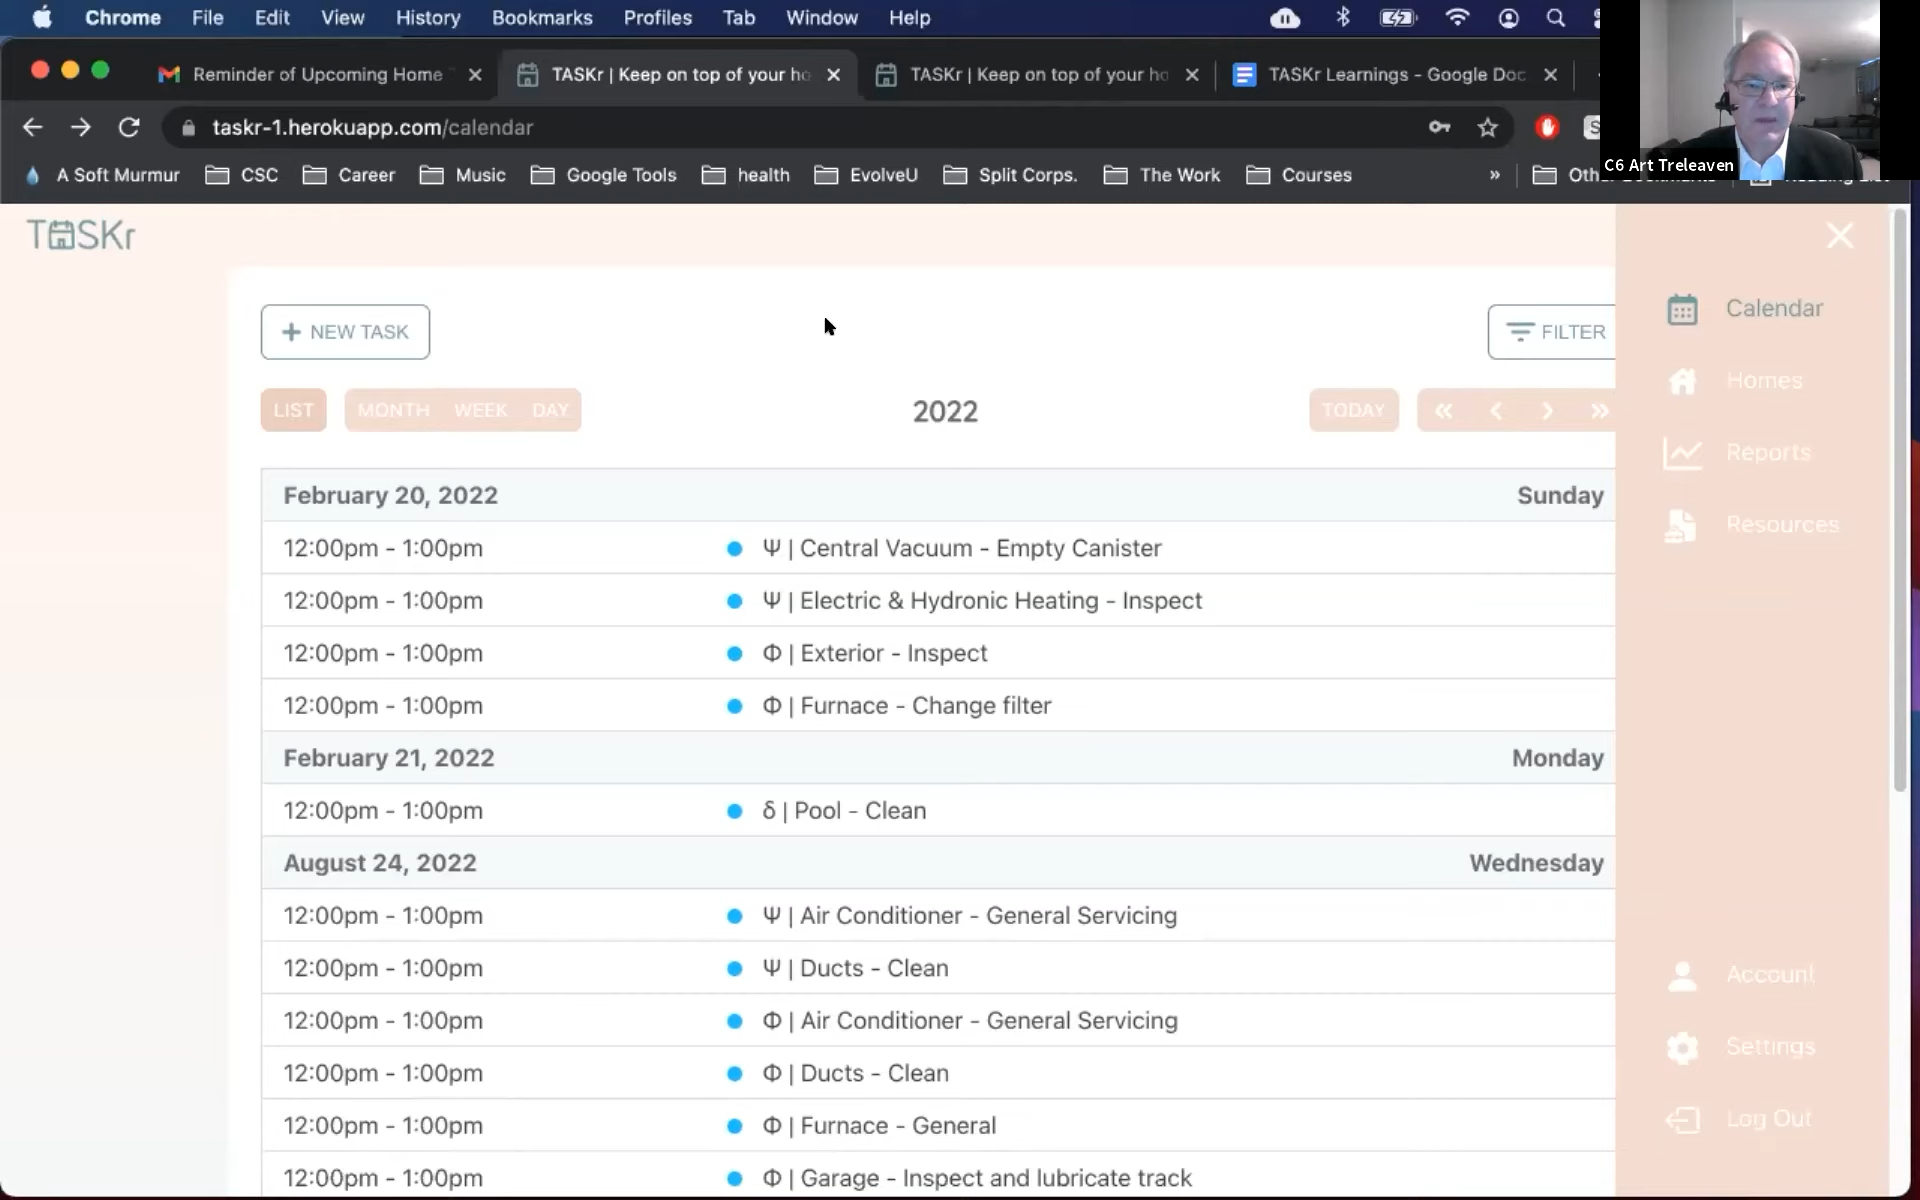 Chrome File Edit View History Bookmarks Profiles Tab Window Help
Reminder of Upcoming Home
TASKr | Keep on top of your ho
TASKr | Keep on top of your ho
TASKr Learnings - Google Doc
taskr-1.herokuapp.com/calendar
A Soft Murmur CSC Career Music Google Tools health EvolveU Split Corps. The Work Courses » Oth
C6 Art Treleaven
TASKr
+ NEW TASK
FILTER
LIST MONTH WEEK DAY
2022
TODAY « < > »
February 20, 2022 Sunday
12:00pm - 1:00pm Ψ | Central Vacuum - Empty Canister
12:00pm - 1:00pm Ψ | Electric & Hydronic Heating - Inspect
12:00pm - 1:00pm Φ | Exterior - Inspect
12:00pm - 1:00pm Φ | Furnace - Change filter
February 21, 2022 Monday
12:00pm - 1:00pm δ | Pool - Clean
August 24, 2022 Wednesday
12:00pm - 1:00pm Ψ | Air Conditioner - General Servicing
12:00pm - 1:00pm Ψ | Ducts - Clean
12:00pm - 1:00pm Φ | Air Conditioner - General Servicing
12:00pm - 1:00pm Φ | Ducts - Clean
12:00pm - 1:00pm Φ | Furnace - General
12:00pm - 1:00pm Φ | Garage - Inspect and lubricate track
Calendar
Homes
Reports
Resources
Account
Settings
Log Out